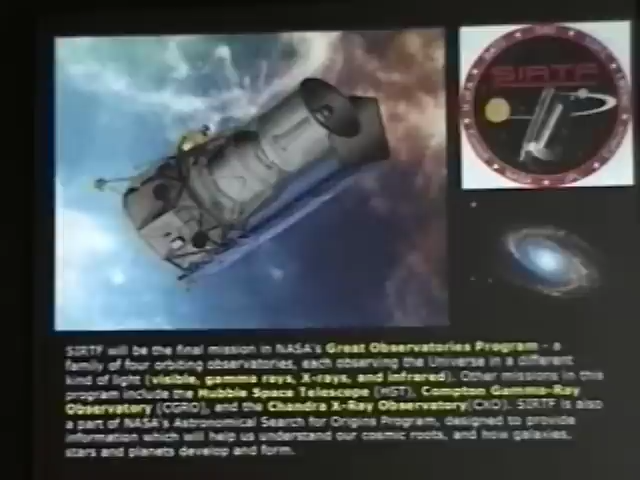 SIRTF
SIRTF will be the final mission in NASA's Great Observatories Program - a
family of four orbiting observatories, each observing the Universe in a different
kind of light (visible, gamma rays, X-rays, and infrared). Other missions in this
program include the Hubble Space Telescope (HST), Compton Gamma-Ray
Observatory (CGRO), and the Chandra X-Ray Observatory(CXO). SIRTF is also
a part of NASA's Astronomical Search for Origins Program, designed to provide
information which will help us understand our cosmic roots, and how galaxies,
stars and planets develop and form.